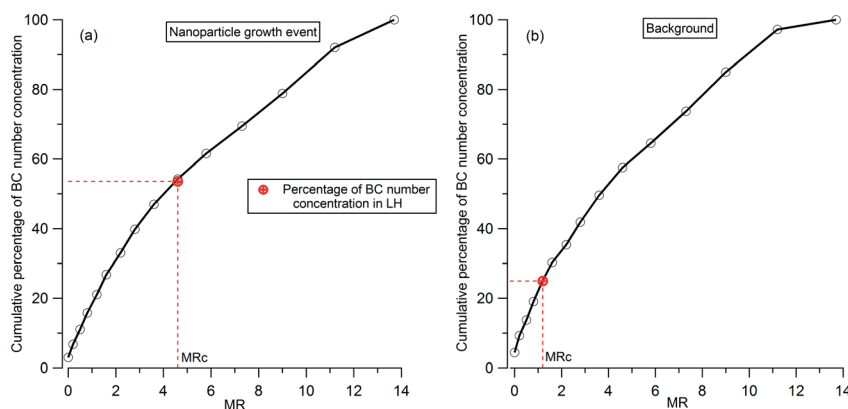 (a)
Nanoparticle growth event
Cumulative percentage of BC number concentration
100
80
60
40
20
0
Percentage of BC number
concentration in LH
MRc
0 2 4 6 8 10 12 14
MR
(b)
Background
Cumulative percentage of BC number concentration
100
80
60
40
20
0
MRc
0 2 4 6 8 10 12 14
MR